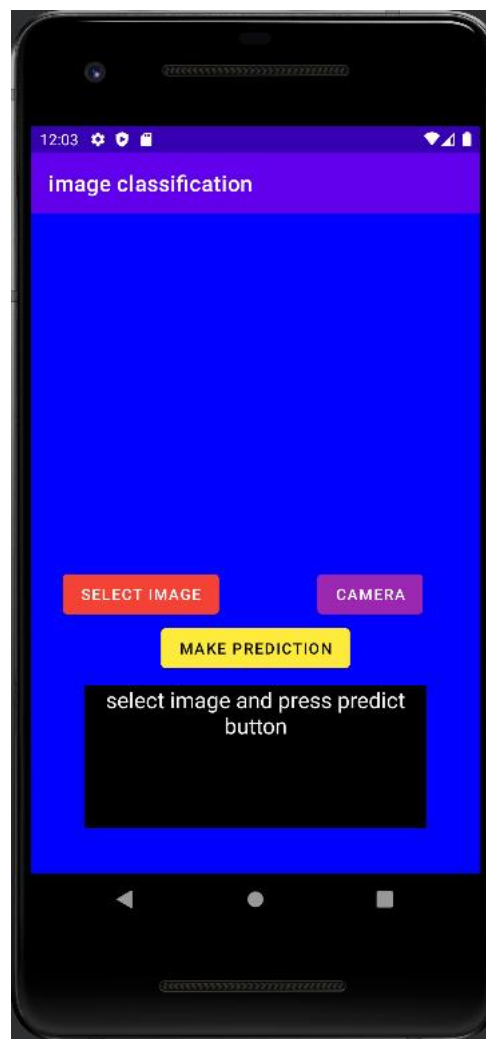 12:03
image classification
SELECT IMAGE
CAMERA
MAKE PREDICTION
select image and press predict
button